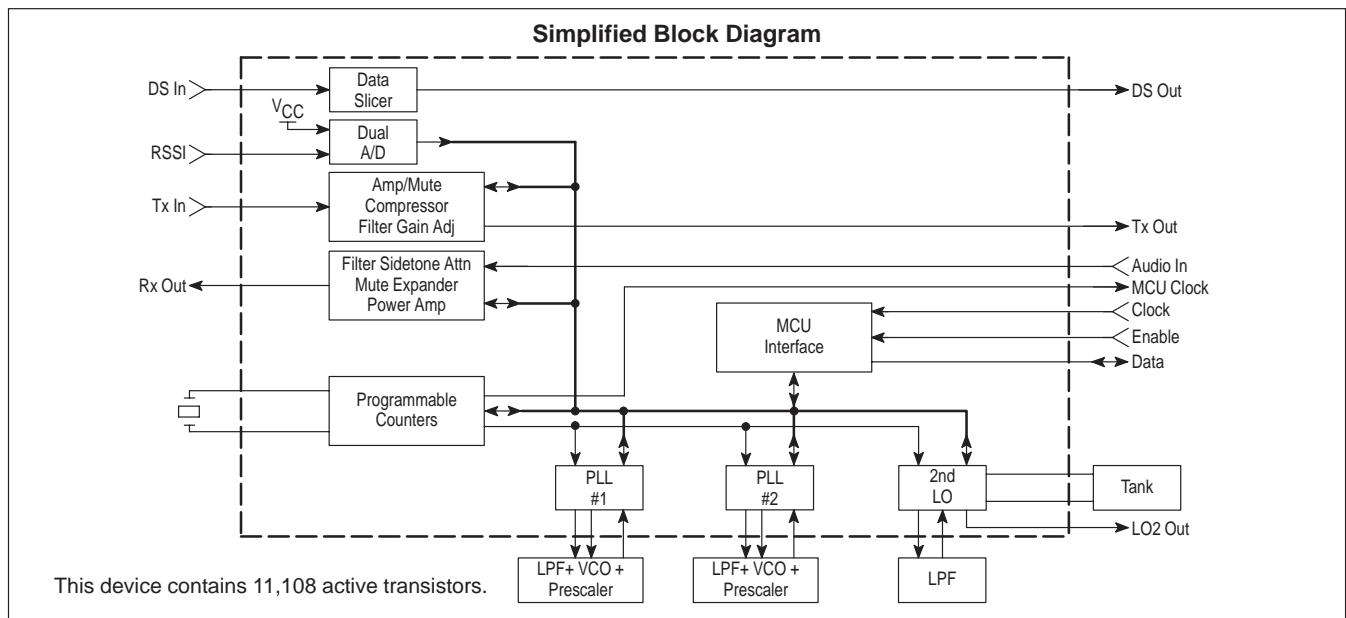 Simplified Block Diagram
DS In
Data
Slicer
DS Out
VCC
Dual
A/D
RSSI
Tx In
Amp/Mute
Compressor
Filter Gain Adj
Tx Out
Rx Out
Filter Sidetone Attn
Mute Expander
Power Amp
Audio In
MCU Clock
MCU
Interface
Clock
Enable
Data
Programmable
Counters
PLL
#1
PLL
#2
2nd
LO
Tank
LO2 Out
LPF+ VCO +
Prescaler
LPF+ VCO +
Prescaler
LPF
This device contains 11,108 active transistors.